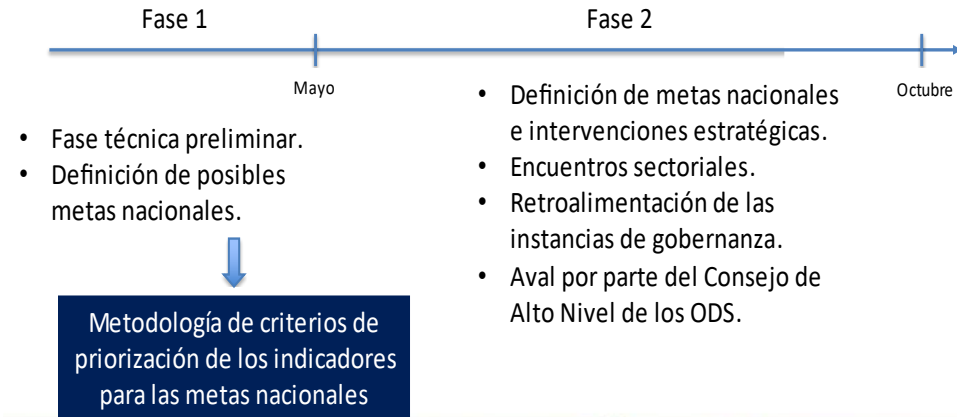 Fase 1
Fase 2
Mayo
Octubre
• Fase técnica preliminar.
• Definición de posibles
metas nacionales.
Metodología de criterios de
priorización de los indicadores
para las metas nacionales
• Definición de metas nacionales
e intervenciones estratégicas.
• Encuentros sectoriales.
• Retroalimentación de las
instancias de gobernanza.
• Aval por parte del Consejo de
Alto Nivel de los ODS.